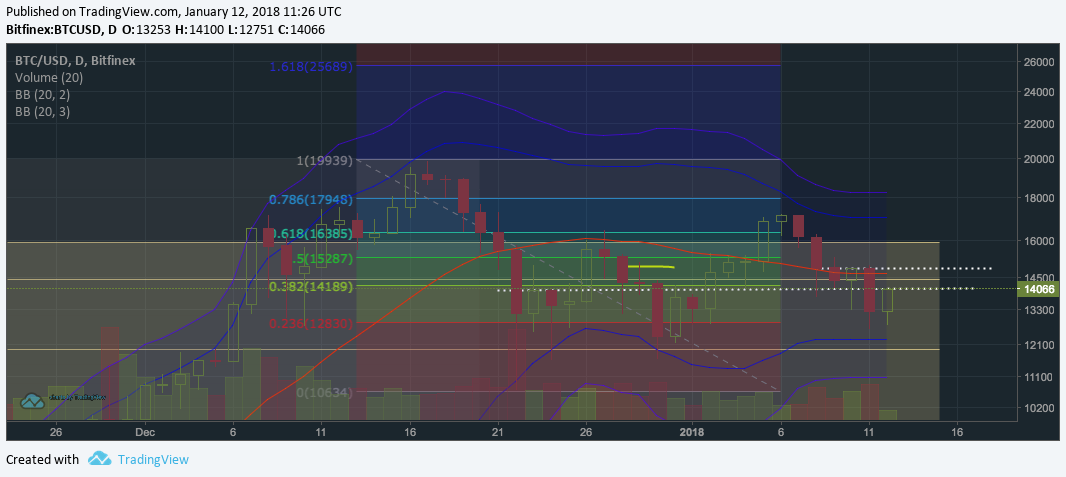 Published on TradingView.com, January 12, 2018 11:26 UTC
Bitfinex:BTCUSD, D O:13253 H:14100 L:12751 C:14066
BTC/USD, D, Bitfinex
Volume (20)
BB (20, 2)
BB (20, 3)
1.618(25689)
1(19939)
0.786(17948)
0.618(16385)
0.5(15287)
0.382(14189)
0.236(12830)
0(10634)
26000
24000
22000
20000
18000
16000
14500
14066
13300
12100
11100
10200
26 Dec 6 11 16 21 26 2018 6 11 16
Created with TradingView